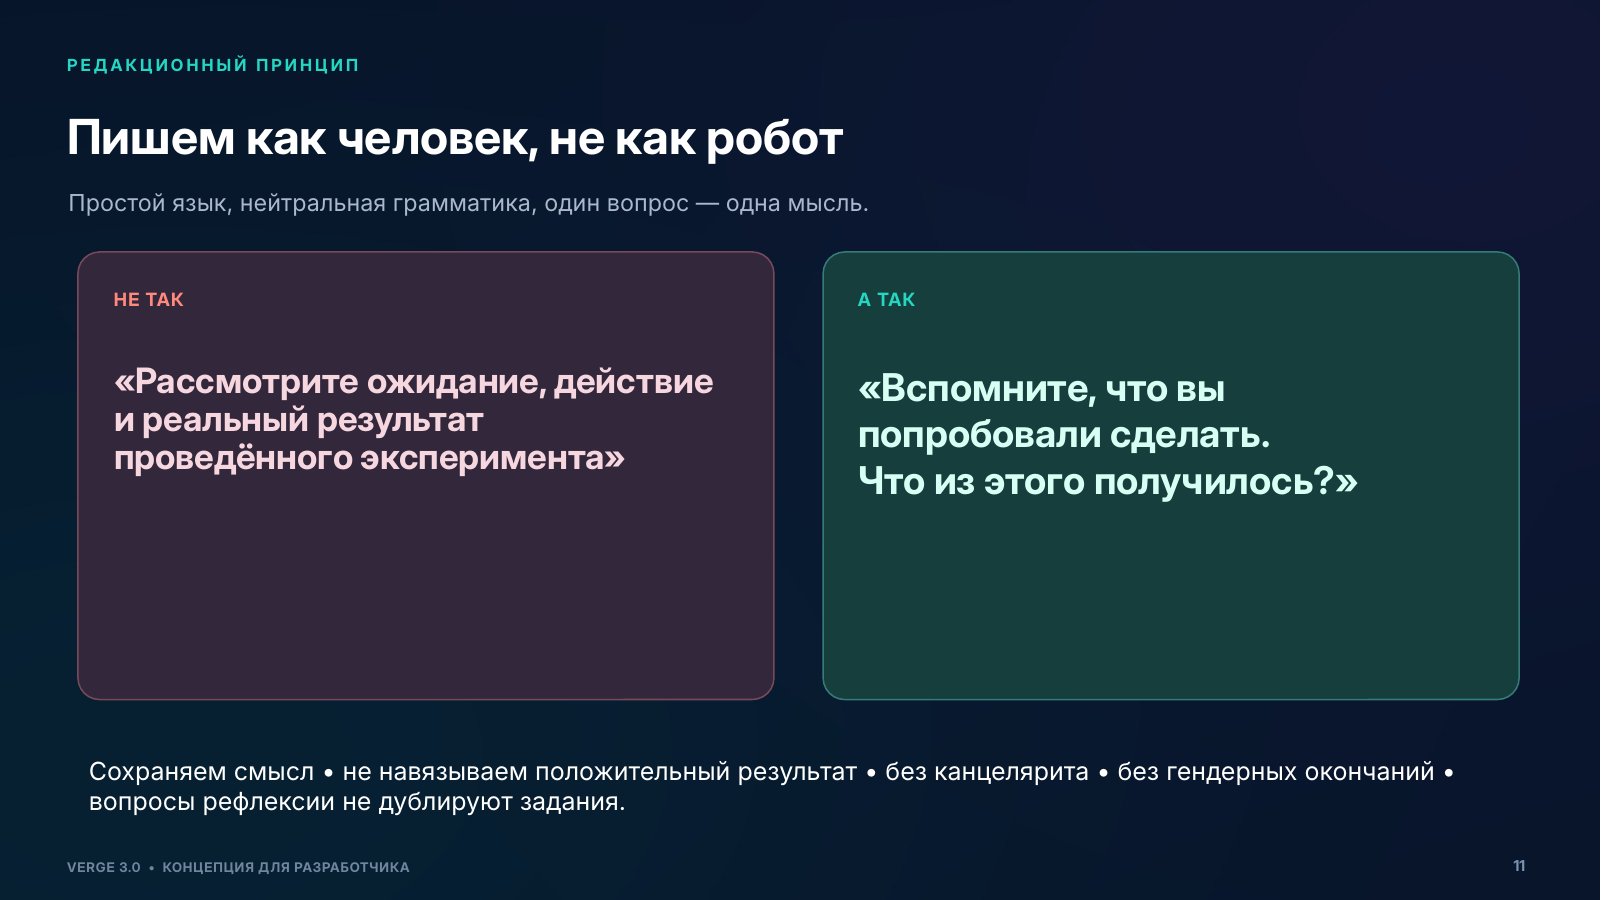 РЕДАКЦИОННЫЙ ПРИНЦИП
Пишем как человек, не как робот
Простой язык, нейтральная грамматика, один вопрос — одна мысль.
НЕ ТАК
«Рассмотрите ожидание, действие
и реальный результат
проведённого эксперимента»
А ТАК
«Вспомните, что вы
попробовали сделать.
Что из этого получилось?»
Сохраняем смысл • не навязываем положительный результат • без канцелярита • без гендерных окончаний •
вопросы рефлексии не дублируют задания.
VERGE 3.0 • КОНЦЕПЦИЯ ДЛЯ РАЗРАБОТЧИКА
11